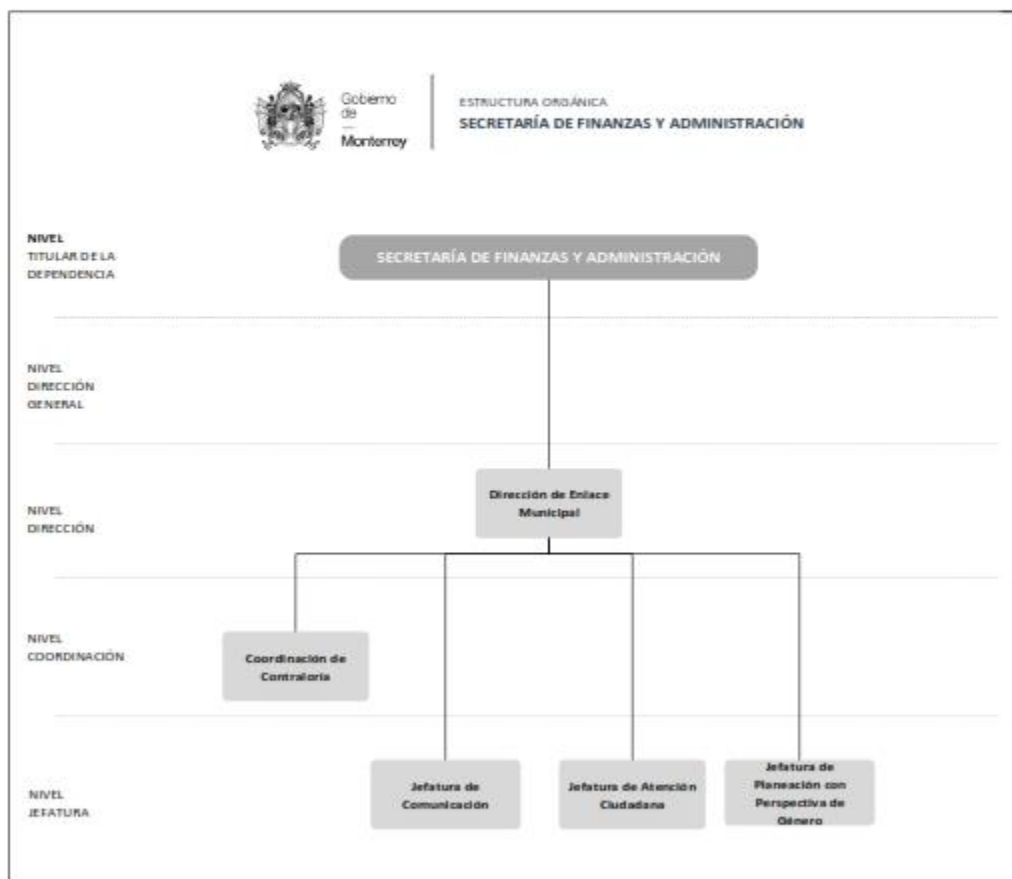 Gobierno
de
Monterrey
ESTRUCTURA ORGÁNICA
SECRETARÍA DE FINANZAS Y ADMINISTRACIÓN
NIVEL
TITULAR DE LA
DEPENDENCIA
SECRETARÍA DE FINANZAS Y ADMINISTRACIÓN
NIVEL
DIRECCIÓN
GENERAL
NIVEL
DIRECCIÓN
Dirección de Enlace
Municipal
NIVEL
COORDINACIÓN
Coordinación de
Contraloría
NIVEL
JEFATURA
Jefatura de
Comunicación
Jefatura de Atención
Ciudadana
Jefatura de
Planeación con
Perspectiva de
Género